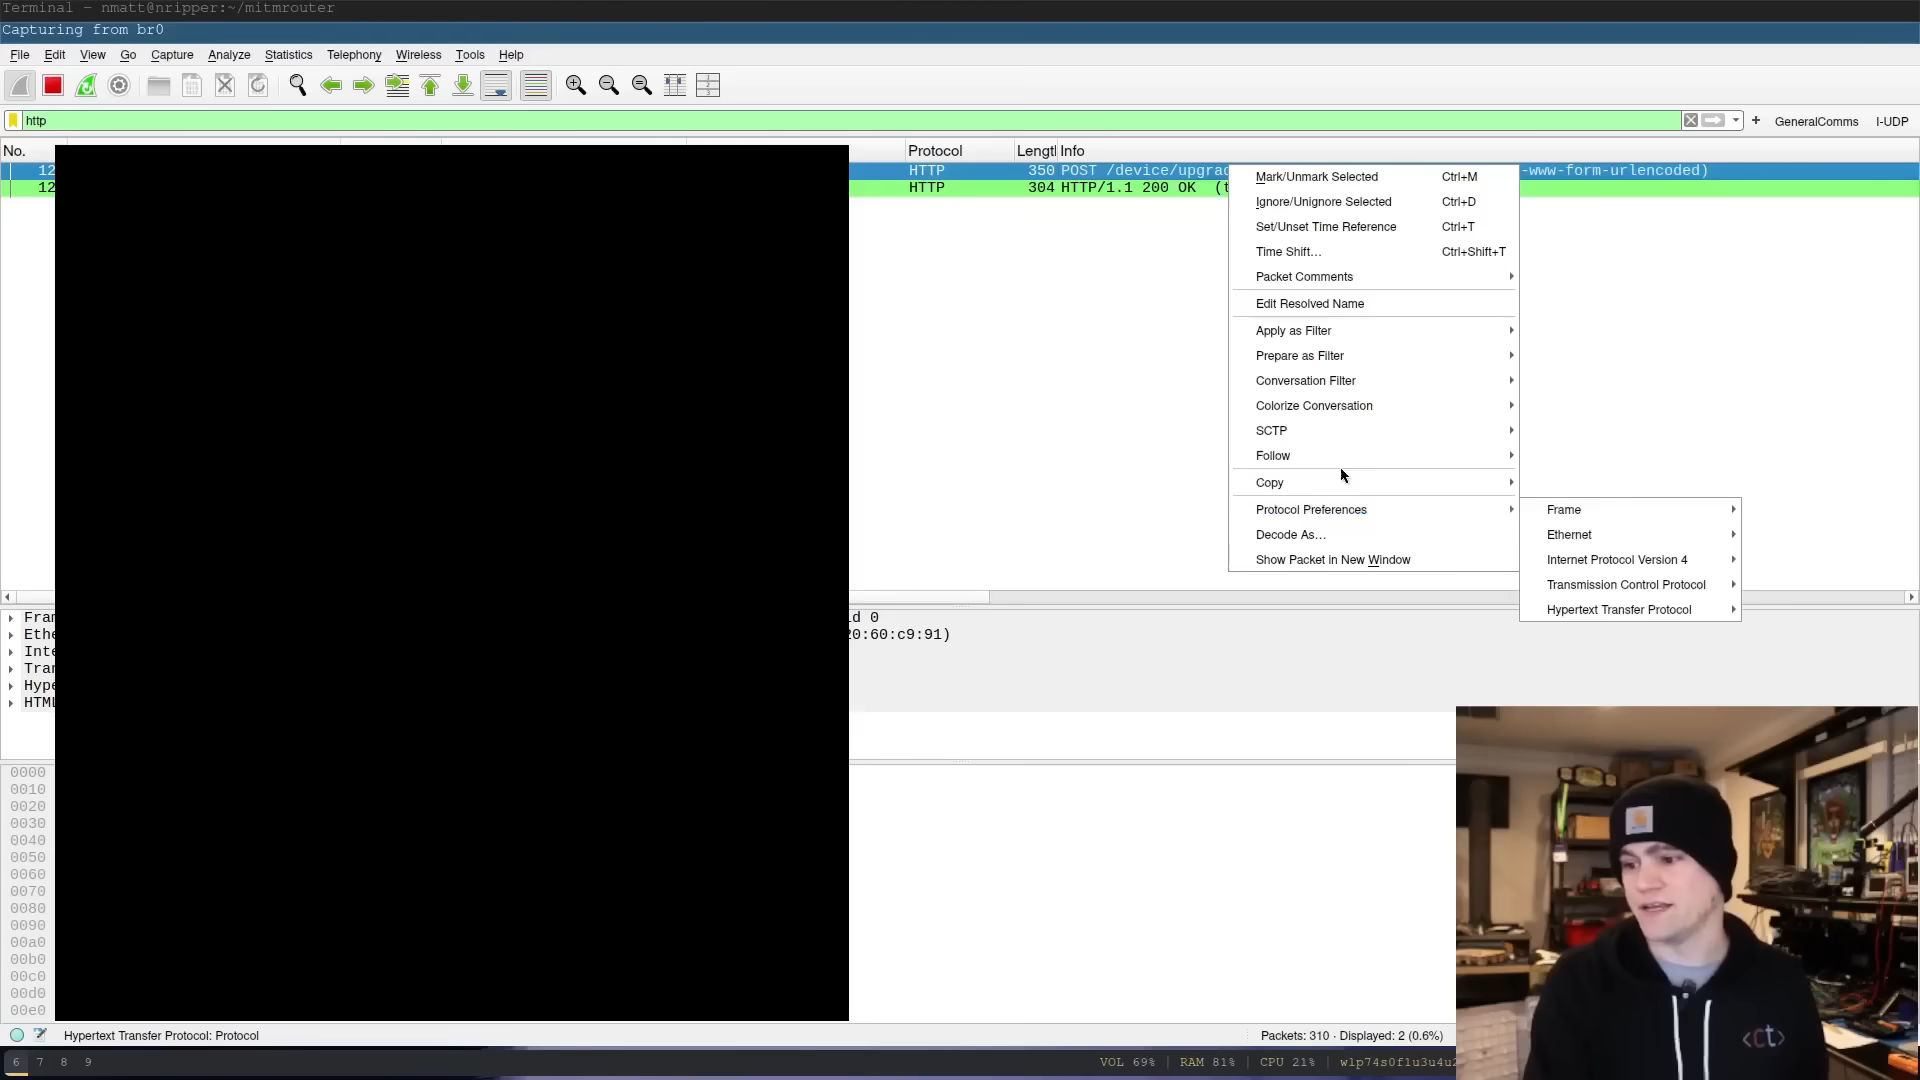 Terminal - nmatt@nripper:~/mitmrouter
Capturing from br0
File Edit View Go Capture Analyze Statistics Telephony Wireless Tools Help
http
GeneralComms I-UDP
No. Protocol Lengtl Info
12 HTTP 350 POST /device/upgrad -www-form-urlencoded)
12 HTTP 304 HTTP/1.1 200 OK (t
Mark/Unmark Selected Ctrl+M
Ignore/Unignore Selected Ctrl+D
Set/Unset Time Reference Ctrl+T
Time Shift... Ctrl+Shift+T
Packet Comments
Edit Resolved Name
Apply as Filter
Prepare as Filter
Conversation Filter
Colorize Conversation
SCTP
Follow
Copy
Protocol Preferences
Decode As...
Show Packet in New Window
Frame
Ethernet
Internet Protocol Version 4
Transmission Control Protocol
Hypertext Transfer Protocol
Fram id 0
Ethe 20:60:c9:91)
Inte
Tran
Hype
HTML
0000
0010
0020
0030
0040
0050
0060
0070
0080
0090
00a0
00b0
00c0
00d0
00e0
<ct>
Hypertext Transfer Protocol: Protocol Packets: 310 · Displayed: 2 (0.6%)
6 7 8 9 VOL 69% | RAM 81% | CPU 21% | wlp74s0f1u3u4u2